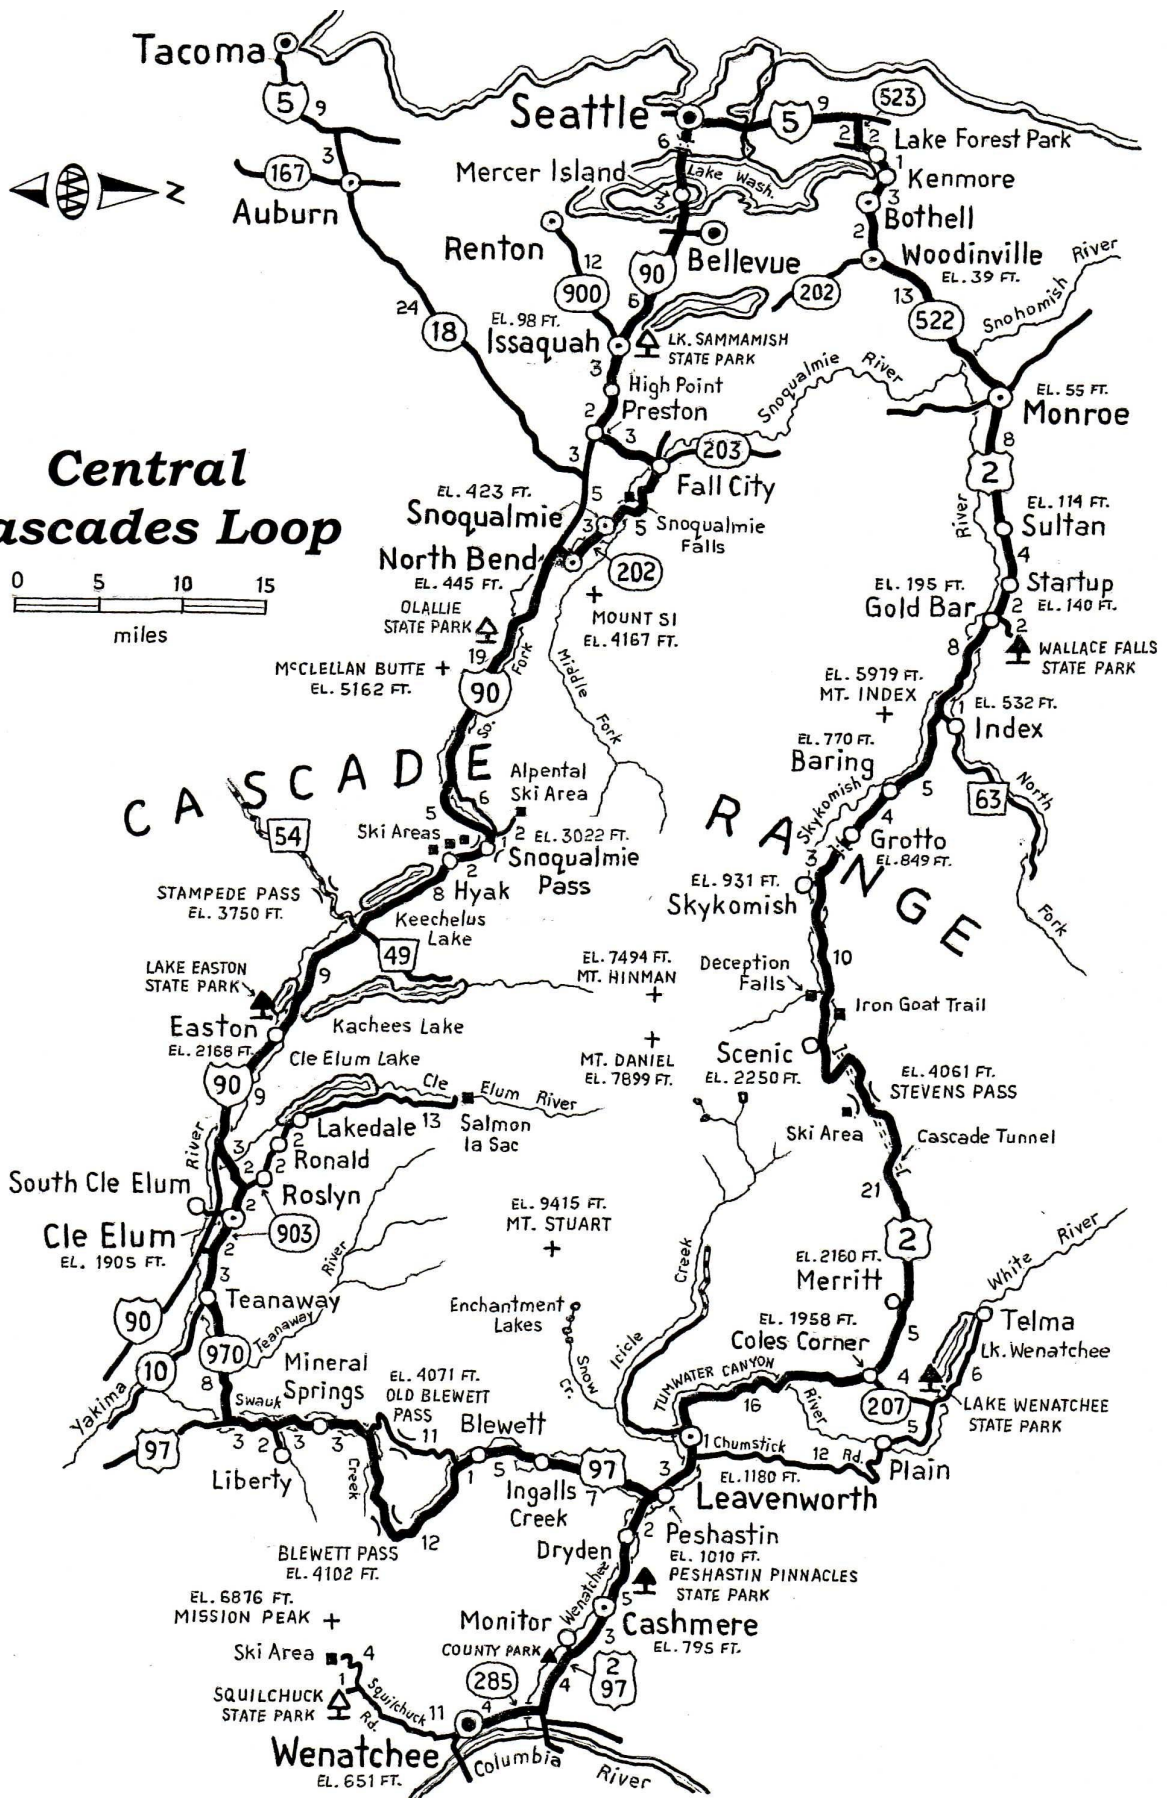 Tacoma
5
9
Seattle
5
9
523
6
2
2
Lake Forest Park
3
167
Mercer Island
Lake Wash.
1
Kenmore
N
Auburn
3
3
Bothell
Renton
12
90
Bellevue
2
Woodinville
EL. 39 FT.
River
900
202
13
24
18
EL. 98 FT.
Issaquah
6
LK. SAMMAMISH
STATE PARK
522
Snohomish
3
High Point
Snoqualmie
River
EL. 55 FT.
Monroe
2
Preston
3
203
8
Central
ascades Loop
3
Fall City
2
EL. 423 FT.
Snoqualmie
5
3
5
Snoqualmie
Falls
River
EL. 114 FT.
Sultan
North Bend
EL. 445 FT.
202
4
0 5 10 15
miles
OLALLIE
STATE PARK
MOUNT SI
EL. 4167 FT.
EL. 195 FT.
Gold Bar
Startup
EL. 140 FT.
2
2
19
Fork
8
WALLACE FALLS
STATE PARK
McCLELLAN BUTTE
EL. 5162 FT.
90
Middle
Fork
EL. 5979 FT.
MT. INDEX
1
EL. 532 FT.
Index
So.
CASCADE
EL. 770 FT.
Baring
5
63
North
Fork
Alpental
Ski Area
5
6
Skykomish
4
RANGE
54
Ski Areas
2
EL. 3022 FT.
Snoqualmie
Pass
1
Grotto
EL. 849 FT.
3
STAMPEDE PASS
EL. 3750 FT.
8
2
Hyak
EL. 931 FT.
Skykomish
Keechelus
Lake
49
10
LAKE EASTON
STATE PARK
9
EL. 7494 FT.
MT. HINMAN
Deception
Falls
Iron Goat Trail
Easton
EL. 2168 FT.
Kachees Lake
Cle Elum Lake
MT. DANIEL
EL. 7899 FT.
Scenic
EL. 2250 FT.
EL. 4061 FT.
STEVENS PASS
90
9
Cle Elum River
Lakedale
13
Salmon
la Sac
Ski Area
Cascade Tunnel
River
3
2
Ronald
2
2
South Cle Elum
Roslyn
21
2
Cle Elum
EL. 1905 FT.
903
2
EL. 9415 FT.
MT. STUART
2
3
River
Creek
EL. 2160 FT.
Merritt
White River
Teanaway
90
Enchantment
Lakes
EL. 1958 FT.
Coles Corner
5
Telma
Lk. Wenatchee
Teanaway
10
970
Mineral
Springs
Snow
Cr.
Icicle
TUMWATER CANYON
4
6
8
EL. 4071 FT.
OLD BLEWETT
PASS
16
River
207
LAKE WENATCHEE
STATE PARK
Yakima
Swauk
Blewett
5
97
3
2
3
3
11
1
Chumstick
12
Rd.
Plain
Liberty
Creek
1
5
Ingalls
Creek
97
7
3
EL. 1180 FT.
Leavenworth
12
2
Peshastin
EL. 1010 FT.
BLEWETT PASS
EL. 4102 FT.
Dryden
PESHASTIN PINNACLES
STATE PARK
EL. 6876 FT.
MISSION PEAK
Wenatchee
5
Monitor
Cashmere
EL. 795 FT.
3
Ski Area
4
COUNTY PARK
2
97
1
285
4
SQUILCHUCK
STATE PARK
Squilchuck
Rd.
11
4
Wenatchee
EL. 651 FT.
Columbia River